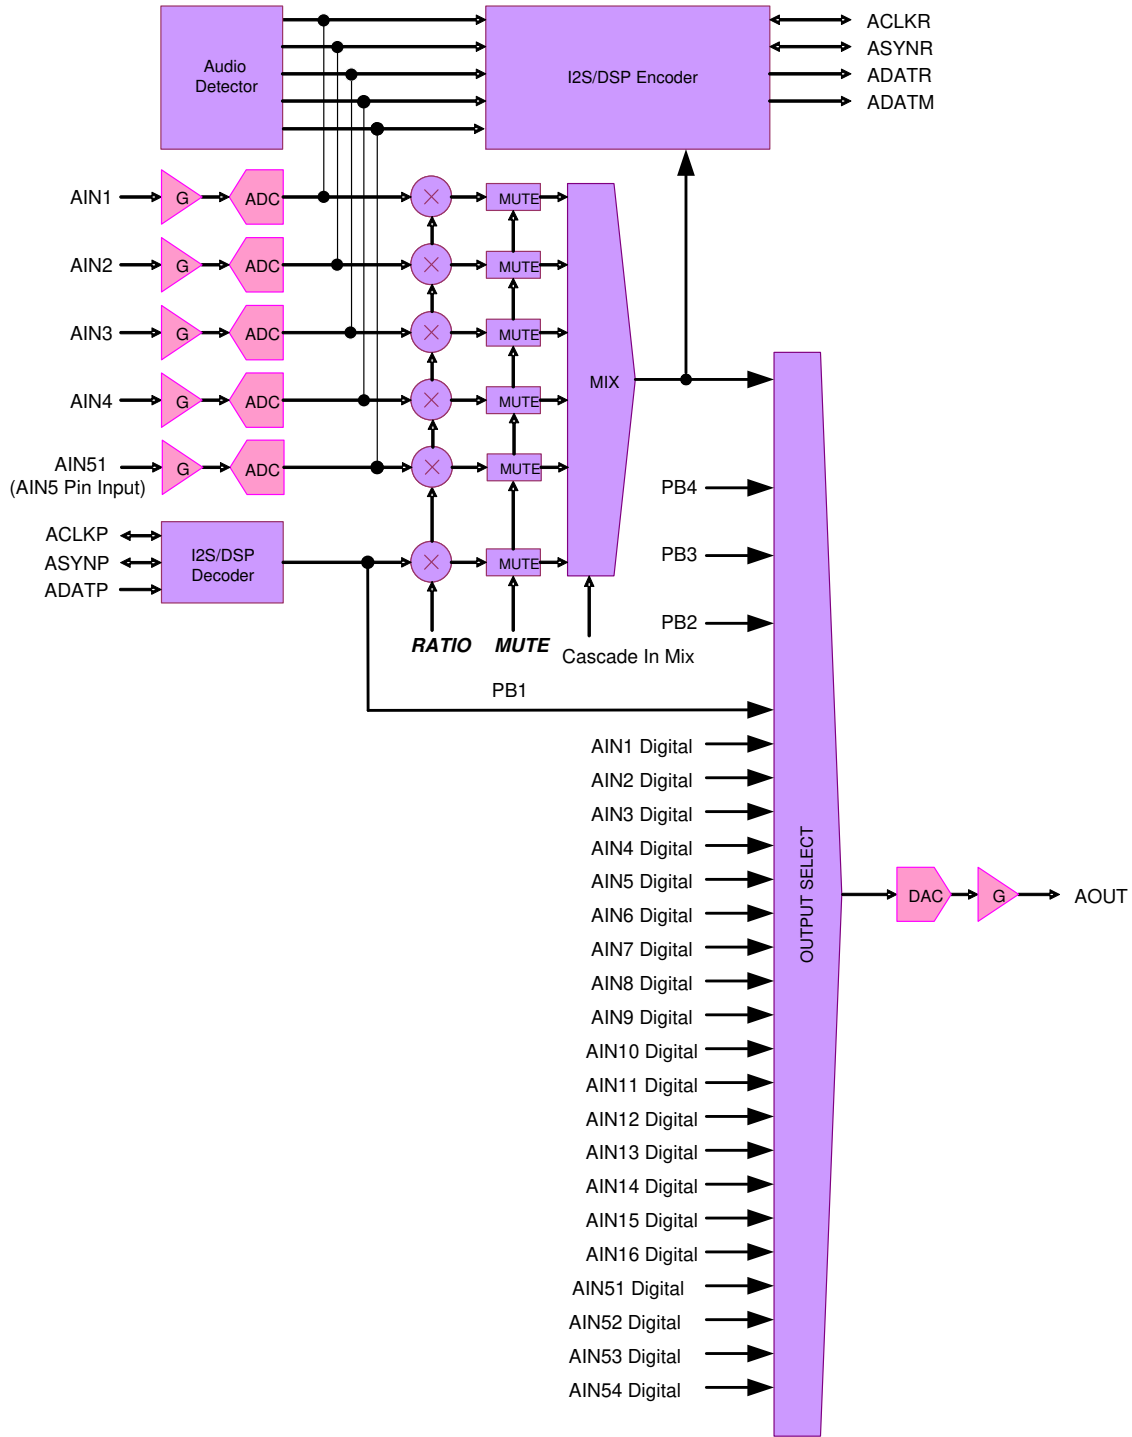 Audio
Detector
I2S/DSP Encoder
ACLKR
ASYNR
ADATR
ADATM
AIN1
G
ADC
MUTE
AIN2
G
ADC
MUTE
AIN3
G
ADC
MUTE
AIN4
G
ADC
MUTE
AIN51
(AIN5 Pin Input)
G
ADC
MUTE
MIX
ACLKP
ASYNP
ADATP
I2S/DSP
Decoder
MUTE
RATIO
MUTE
Cascade In Mix
PB4
PB3
PB2
PB1
AIN1 Digital
AIN2 Digital
AIN3 Digital
AIN4 Digital
AIN5 Digital
AIN6 Digital
AIN7 Digital
AIN8 Digital
AIN9 Digital
AIN10 Digital
AIN11 Digital
AIN12 Digital
AIN13 Digital
AIN14 Digital
AIN15 Digital
AIN16 Digital
AIN51 Digital
AIN52 Digital
AIN53 Digital
AIN54 Digital
OUTPUT SELECT
DAC
G
AOUT